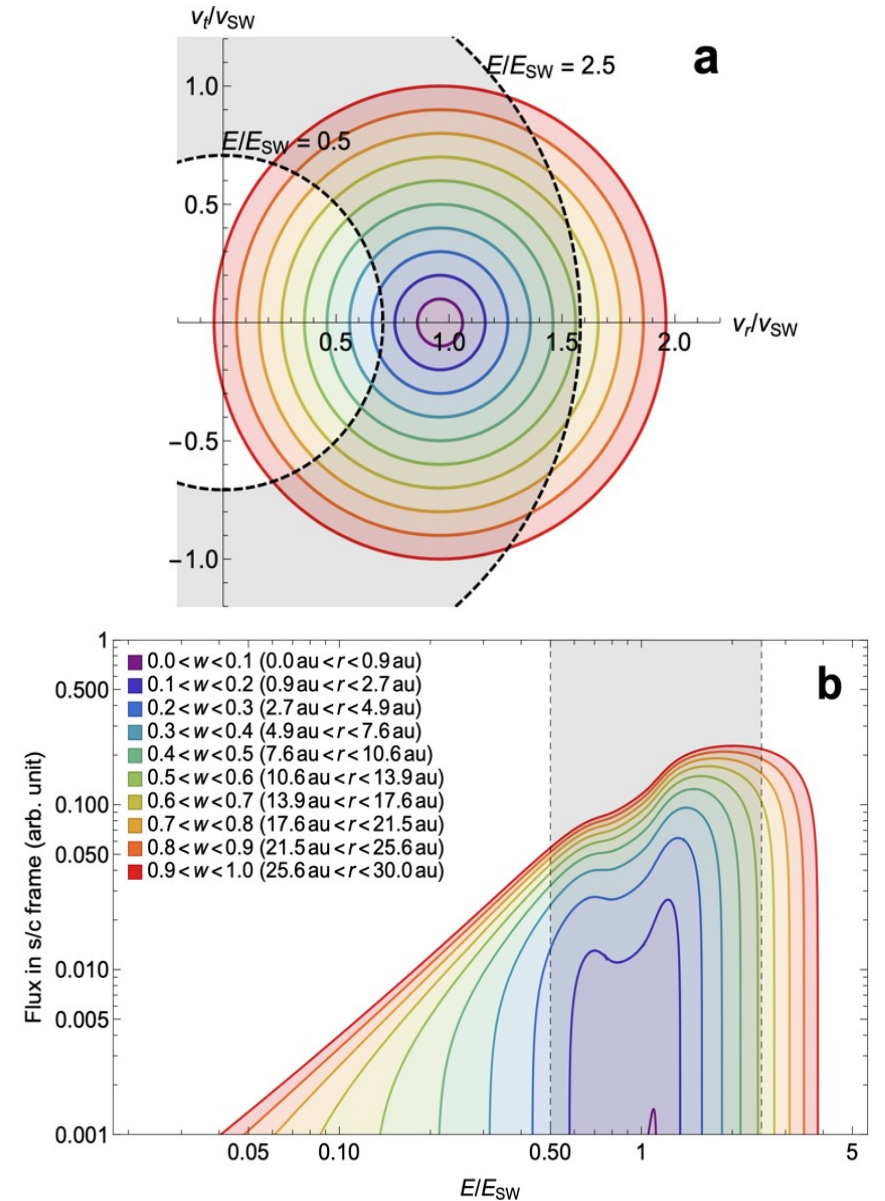 vt/vSW
a
E/ESW = 2.5
1.0
E/ESW = 0.5
0.5
vr/vSW
0.5 1.0 1.5 2.0
−0.5
−1.0
b
1
0.500
0.100
0.050
0.010
0.005
0.001
Flux in s/c frame (arb. unit)
0.0 < w < 0.1 (0.0 au < r < 0.9 au)
0.1 < w < 0.2 (0.9 au < r < 2.7 au)
0.2 < w < 0.3 (2.7 au < r < 4.9 au)
0.3 < w < 0.4 (4.9 au < r < 7.6 au)
0.4 < w < 0.5 (7.6 au < r < 10.6 au)
0.5 < w < 0.6 (10.6 au < r < 13.9 au)
0.6 < w < 0.7 (13.9 au < r < 17.6 au)
0.7 < w < 0.8 (17.6 au < r < 21.5 au)
0.8 < w < 0.9 (21.5 au < r < 25.6 au)
0.9 < w < 1.0 (25.6 au < r < 30.0 au)
0.05 0.10 0.50 1 5
E/ESW